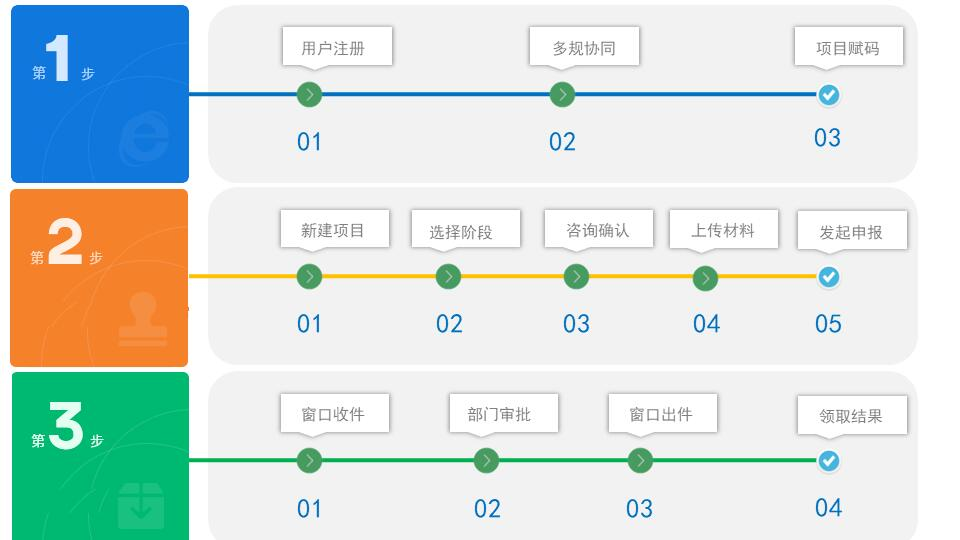 第1步
用户注册 多规协同 项目赋码
01 02 03
第2步
新建项目 选择阶段 咨询确认 上传材料 发起申报
01 02 03 04 05
第3步
窗口收件 部门审批 窗口出件 领取结果
01 02 03 04